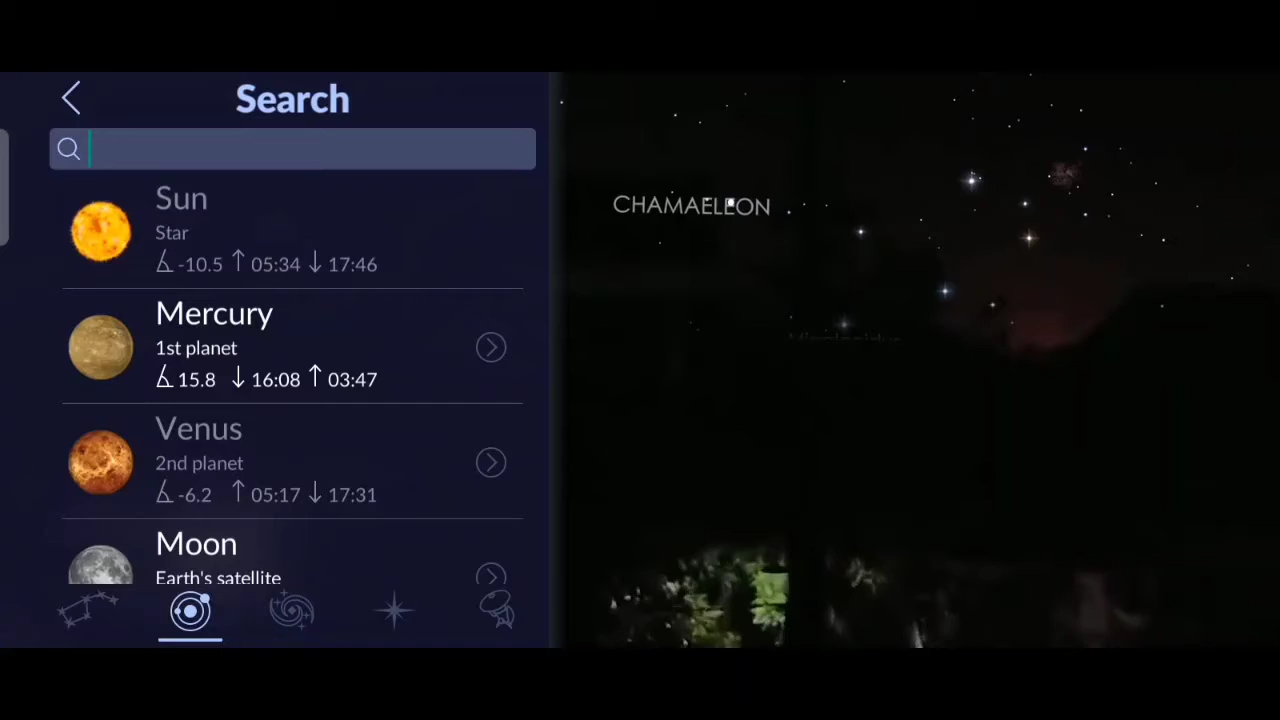 Search
Sun
Star
-10.5 ↑ 05:34 ↓ 17:46
Mercury
1st planet
15.8 ↓ 16:08 ↑ 03:47
Venus
2nd planet
-6.2 ↑ 05:17 ↓ 17:31
Moon
Earth's satellite
CHAMAELEON